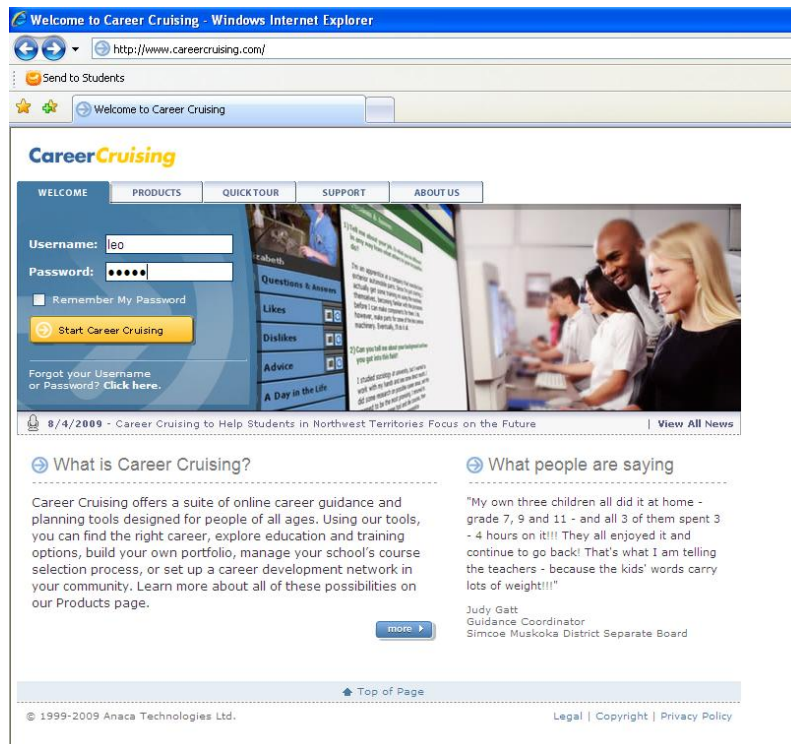 Welcome to Career Cruising - Windows Internet Explorer
http://www.careercruising.com/
Send to Students
Welcome to Career Cruising
CareerCruising
WELCOME PRODUCTS QUICK TOUR SUPPORT ABOUT US
Username: leo
Password: •••••
Remember My Password
Start Career Cruising
Forgot your Username
or Password? Click here.
zabeth
Questions & Answers
Likes
Dislikes
Advice
A Day in the Life
8/4/2009 - Career Cruising to Help Students in Northwest Territories Focus on the Future | View All News
What is Career Cruising?
Career Cruising offers a suite of online career guidance and
planning tools designed for people of all ages. Using our tools,
you can find the right career, explore education and training
options, build your own portfolio, manage your school's course
selection process, or set up a career development network in
your community. Learn more about all of these possibilities on
our Products page.
more
What people are saying
"My own three children all did it at home -
grade 7, 9 and 11 - and all 3 of them spent 3
- 4 hours on it!!! They all enjoyed it and
continue to go back! That's what I am telling
the teachers - because the kids' words carry
lots of weight!!!"
Judy Gatt
Guidance Coordinator
Simcoe Muskoka District Separate Board
Top of Page
© 1999-2009 Anaca Technologies Ltd.
Legal | Copyright | Privacy Policy